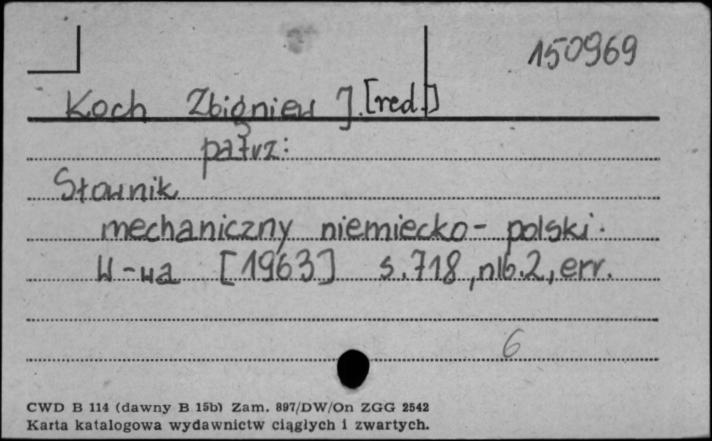 150969
Koch Zbigniew J. [red.]
patrz:
Słownik
mechaniczny niemiecko-polski.
W-wa [1963] s.718, nlb.2, err.
6
CWD B 114 (dawny B 15b) Zam. 897/DW/On ZGG 2542
Karta katalogowa wydawnictw ciągłych i zwartych.